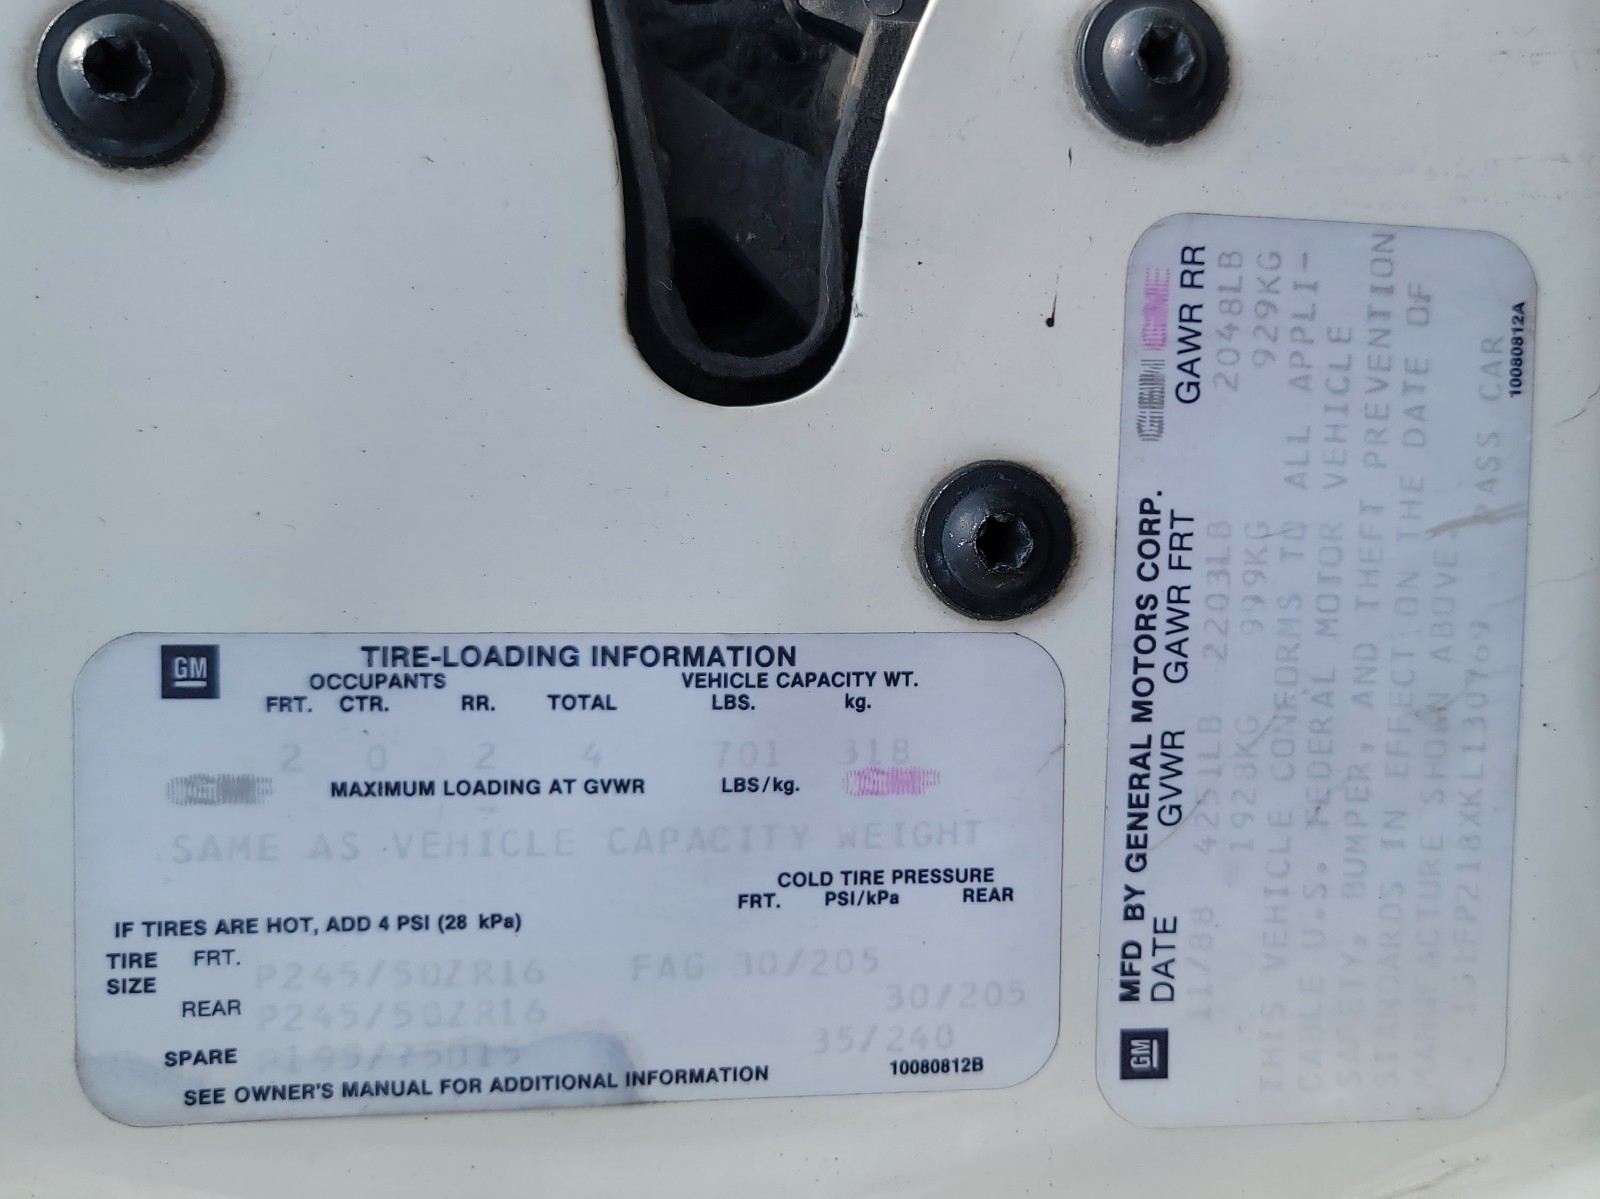 GM
TIRE-LOADING INFORMATION
OCCUPANTS VEHICLE CAPACITY WT.
FRT. CTR. RR. TOTAL LBS. kg.
2 0 2 4 701 318
MAXIMUM LOADING AT GVWR LBS/kg.
SAME AS VEHICLE CAPACITY WEIGHT
COLD TIRE PRESSURE
FRT. PSI/kPa REAR
IF TIRES ARE HOT, ADD 4 PSI (28 kPa)
TIRE SIZE FRT. P245/50ZR16 FAG 30/205
REAR P245/50ZR16 30/205
SPARE P195/75D15 35/240
SEE OWNER'S MANUAL FOR ADDITIONAL INFORMATION 10080812B
GM
MFD BY GENERAL MOTORS CORP.
DATE GVWR GAWR FRT GAWR RR
11/88 4251LB 2203LB 2048LB
1928KG 999KG 929KG
THIS VEHICLE CONFORMS TO ALL APPLI-
CABLE U.S. FEDERAL MOTOR VEHICLE
SAFETY, BUMPER, AND THEFT PREVENTION
STANDARDS IN EFFECT ON THE DATE OF
MANUFACTURE SHOWN ABOVE.
1G1FP218XKL130769 PASS CAR
10080812A